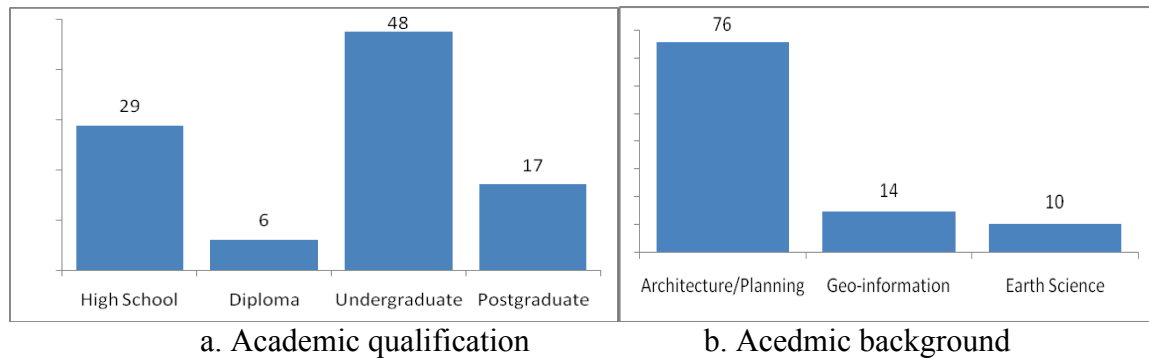 48
29
17
6
High School Diploma Undergraduate Postgraduate
a. Academic qualification
76
14
10
Architecture/Planning Geo-information Earth Science
b. Acedmic background